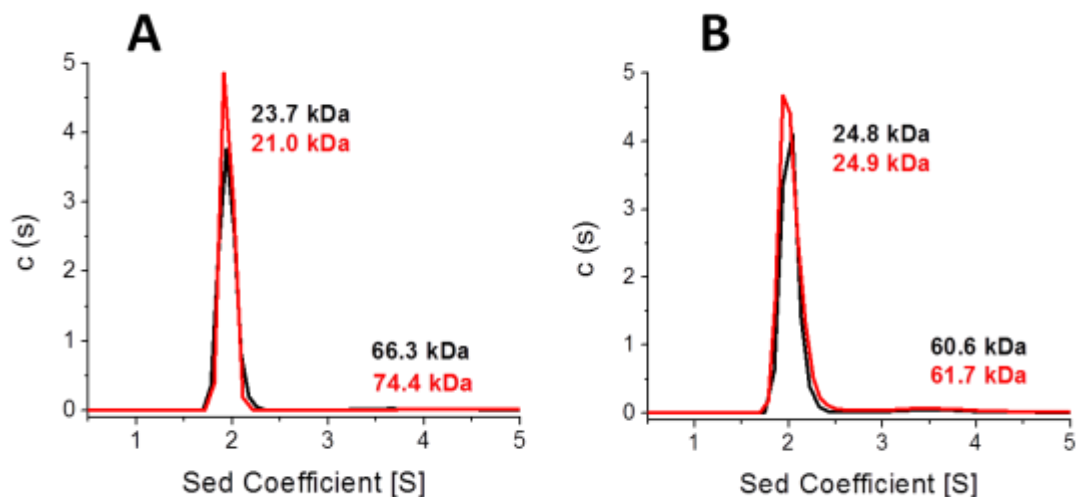 A
B
5
4
3
2
1
0
c (s)
23.7 kDa
21.0 kDa
66.3 kDa
74.4 kDa
1 2 3 4 5
Sed Coefficient [S]
5
4
3
2
1
0
c (s)
24.8 kDa
24.9 kDa
60.6 kDa
61.7 kDa
1 2 3 4 5
Sed Coefficient [S]